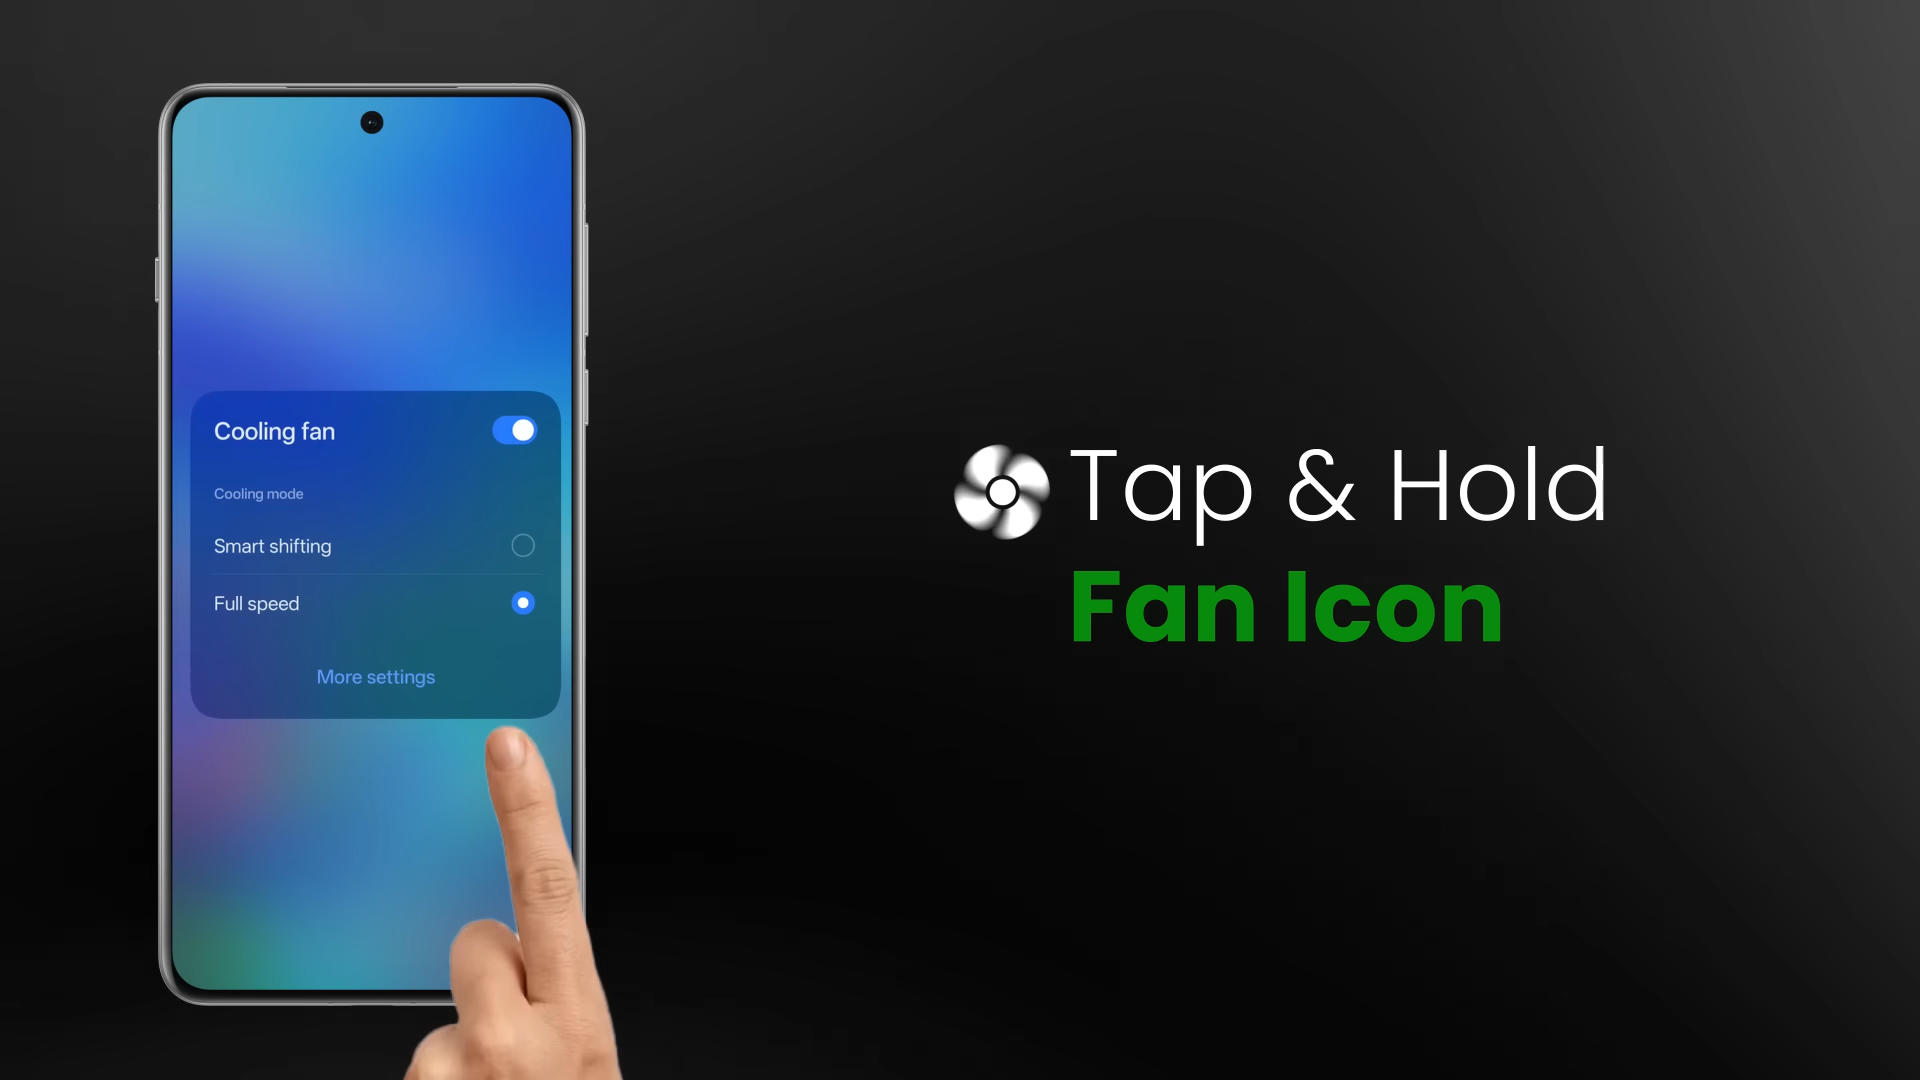 Cooling fan
Cooling mode
Smart shifting
Full speed
More settings
Tap & Hold
Fan Icon